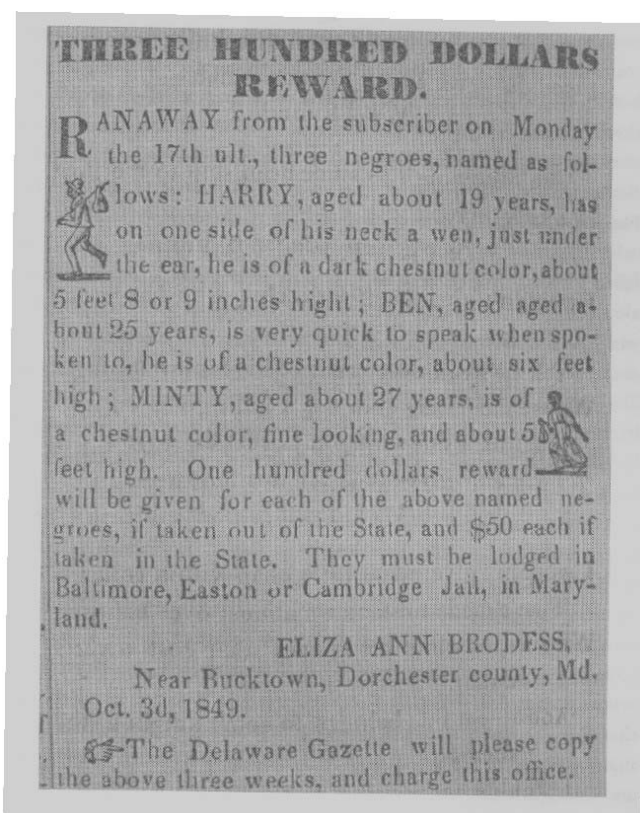 THREE HUNDRED DOLLARS
REWARD.
RANAWAY from the subscriber on Monday
the 17th ult., three negroes, named as fol-
lows: HARRY, aged about 19 years, has
on one side of his neck a wen, just under
the ear, he is of a dark chestnut color, about
5 feet 8 or 9 inches hight; BEN, aged aged a-
bout 25 years, is very quick to speak when spo-
ken to, he is of a chestnut color, about six feet
high; MINTY, aged about 27 years, is of
a chestnut color, fine looking, and about 5
feet high. One hundred dollars reward
will be given for each of the above named ne-
groes, if taken out of the State, and $50 each if
taken in the State. They must be lodged in
Baltimore, Easton or Cambridge Jail, in Mary-
land.
ELIZA ANN BRODESS,
Near Bucktown, Dorchester county, Md.
Oct. 3d, 1849.
☞The Delaware Gazette will please copy
the above three weeks, and charge this office.